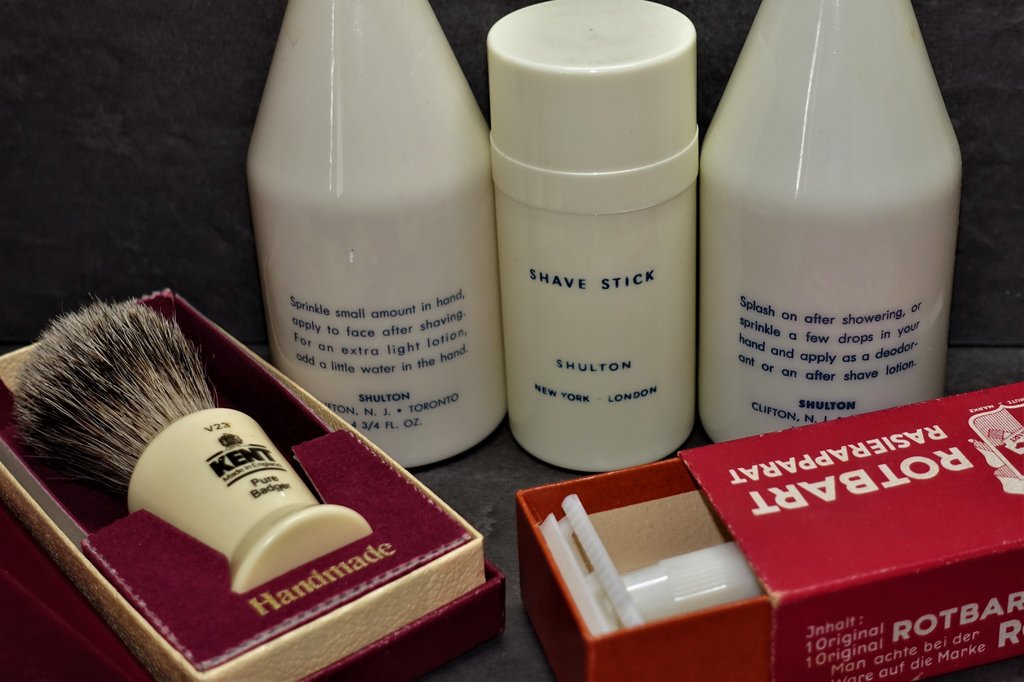 Sprinkle small amount in hand,
apply to face after shaving.
For an extra light lotion,
add a little water in the hand.
SHULTON
N. J. • TORONTO
4 3/4 FL. OZ.
SHAVE STICK
SHULTON
NEW YORK - LONDON
Splash on after showering, or
sprinkle a few drops in your
hand and apply as a deodor-
ant or an after shave lotion.
SHULTON
CLIFTON, N. J.
V23
KENT
Made in England
Pure
Badger
Handmade
ROTBART
RASIERAPPARAT
Inhalt:
1 Original ROTBAR
1 Original
Man achte bei der
Ware auf die Marke